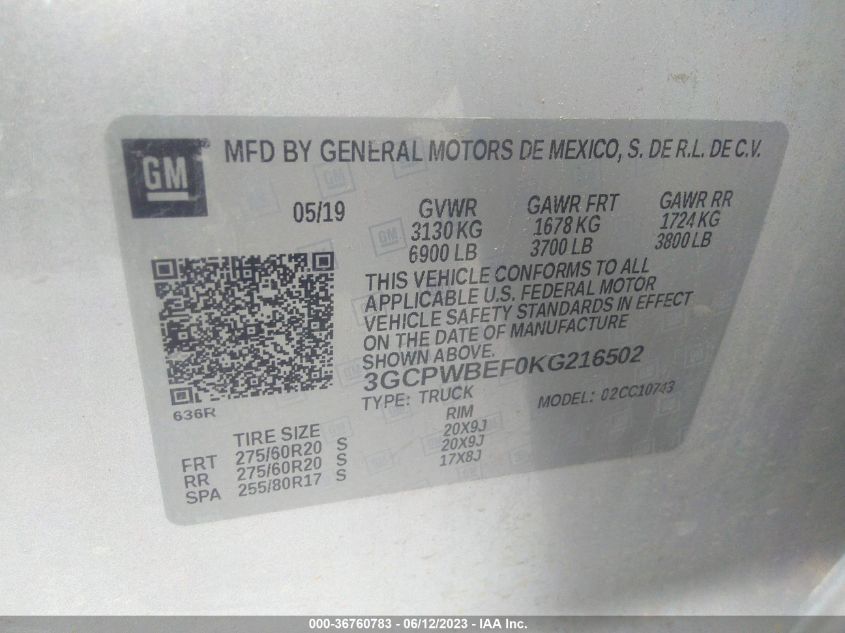 GM
MFD BY GENERAL MOTORS DE MEXICO, S. DE R.L. DE C.V.
05/19
GVWR GAWR FRT GAWR RR
3130 KG 1678 KG 1724 KG
6900 LB 3700 LB 3800 LB
THIS VEHICLE CONFORMS TO ALL
APPLICABLE U.S. FEDERAL MOTOR
VEHICLE SAFETY STANDARDS IN EFFECT
ON THE DATE OF MANUFACTURE
SHOWN ABOVE.
3GCPWBEF0KG216502
TYPE: TRUCK MODEL: 02CC10743
636R
TIRE SIZE RIM
FRT 275/60R20 S 20X9J
RR 275/60R20 S 20X9J
SPA 255/80R17 S 17X8J
000-36760783 - 06/12/2023 - IAA Inc.